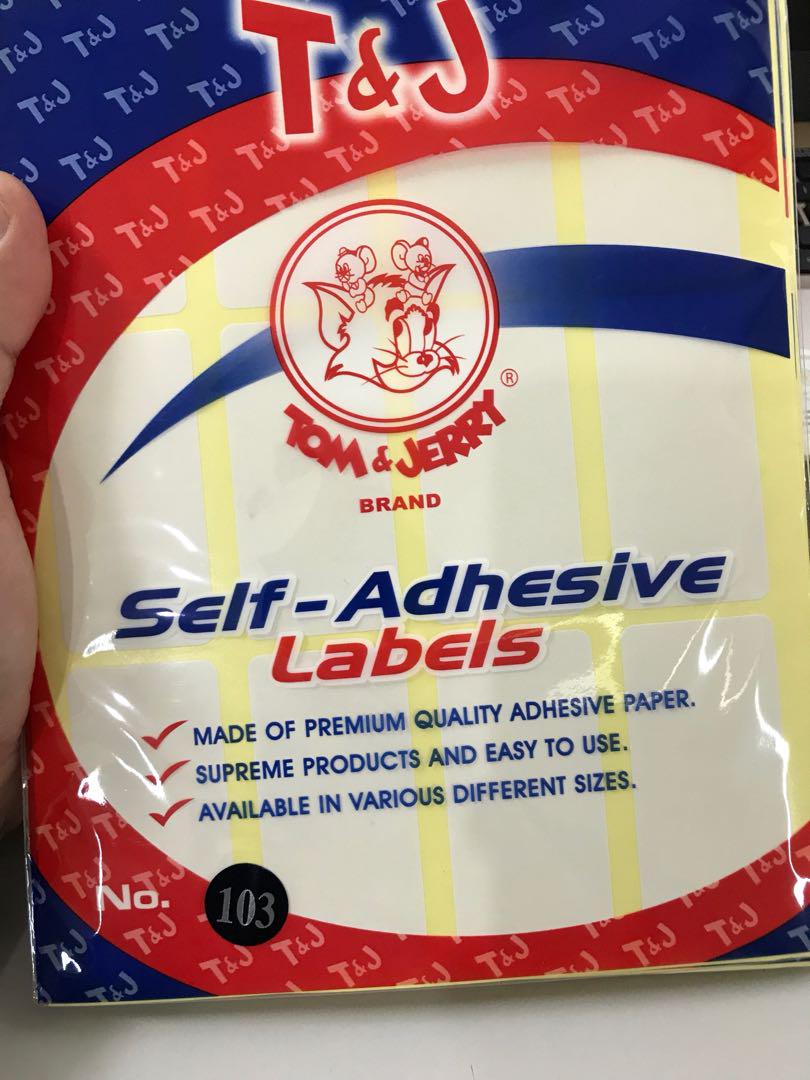 T&J
TOM & JERRY ®
BRAND
Self-Adhesive
Labels
MADE OF PREMIUM QUALITY ADHESIVE PAPER.
SUPREME PRODUCTS AND EASY TO USE.
AVAILABLE IN VARIOUS DIFFERENT SIZES.
No. 103